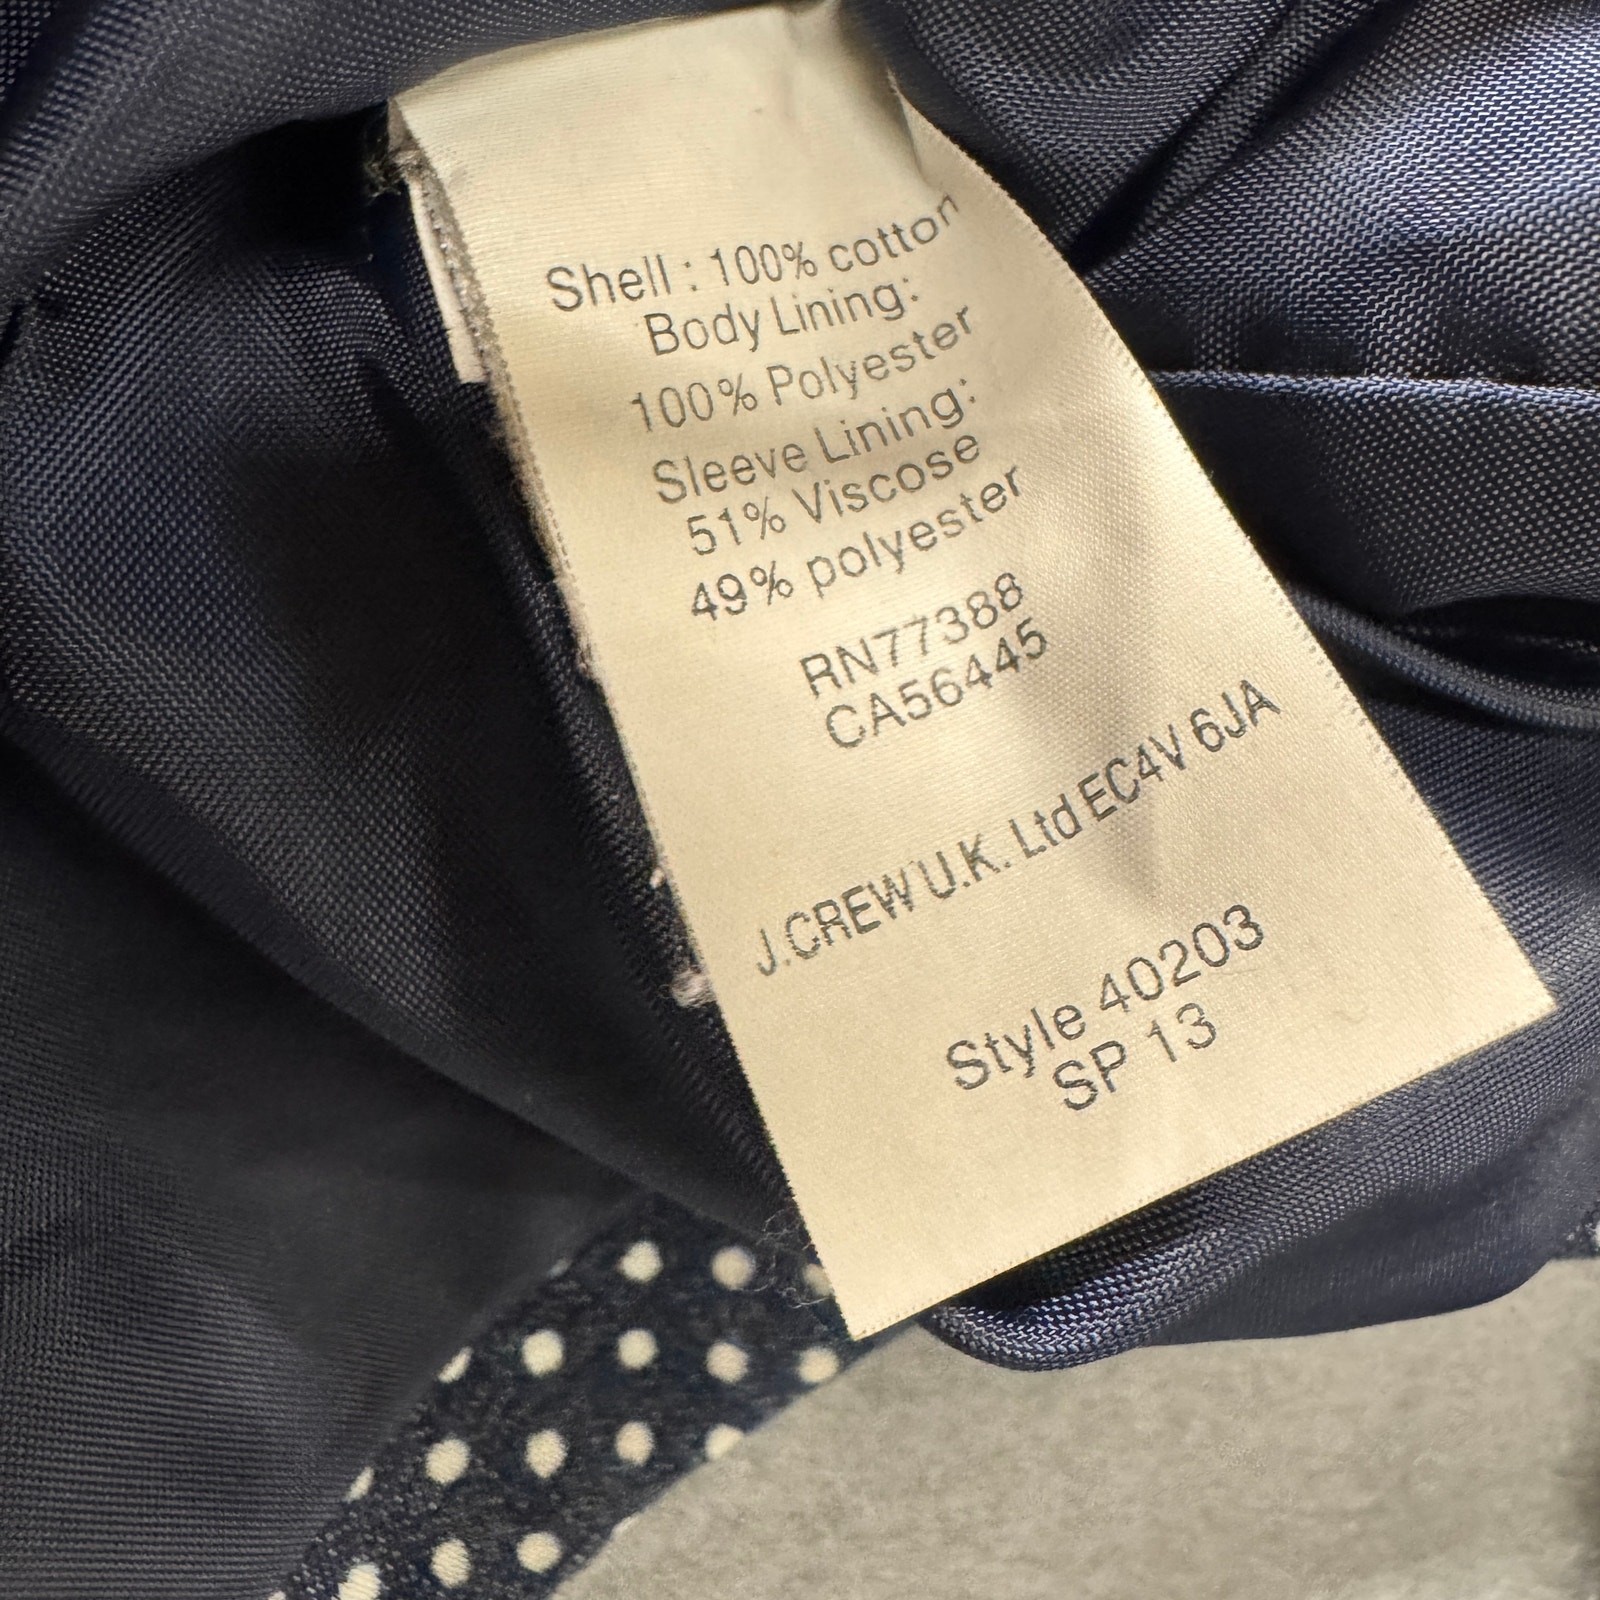 Shell : 100% cotton
Body Lining:
100% Polyester
Sleeve Lining:
51% Viscose
49% polyester
RN77388
CA56445
J.CREW U.K. Ltd EC4V 6JA
Style 40203
SP 13